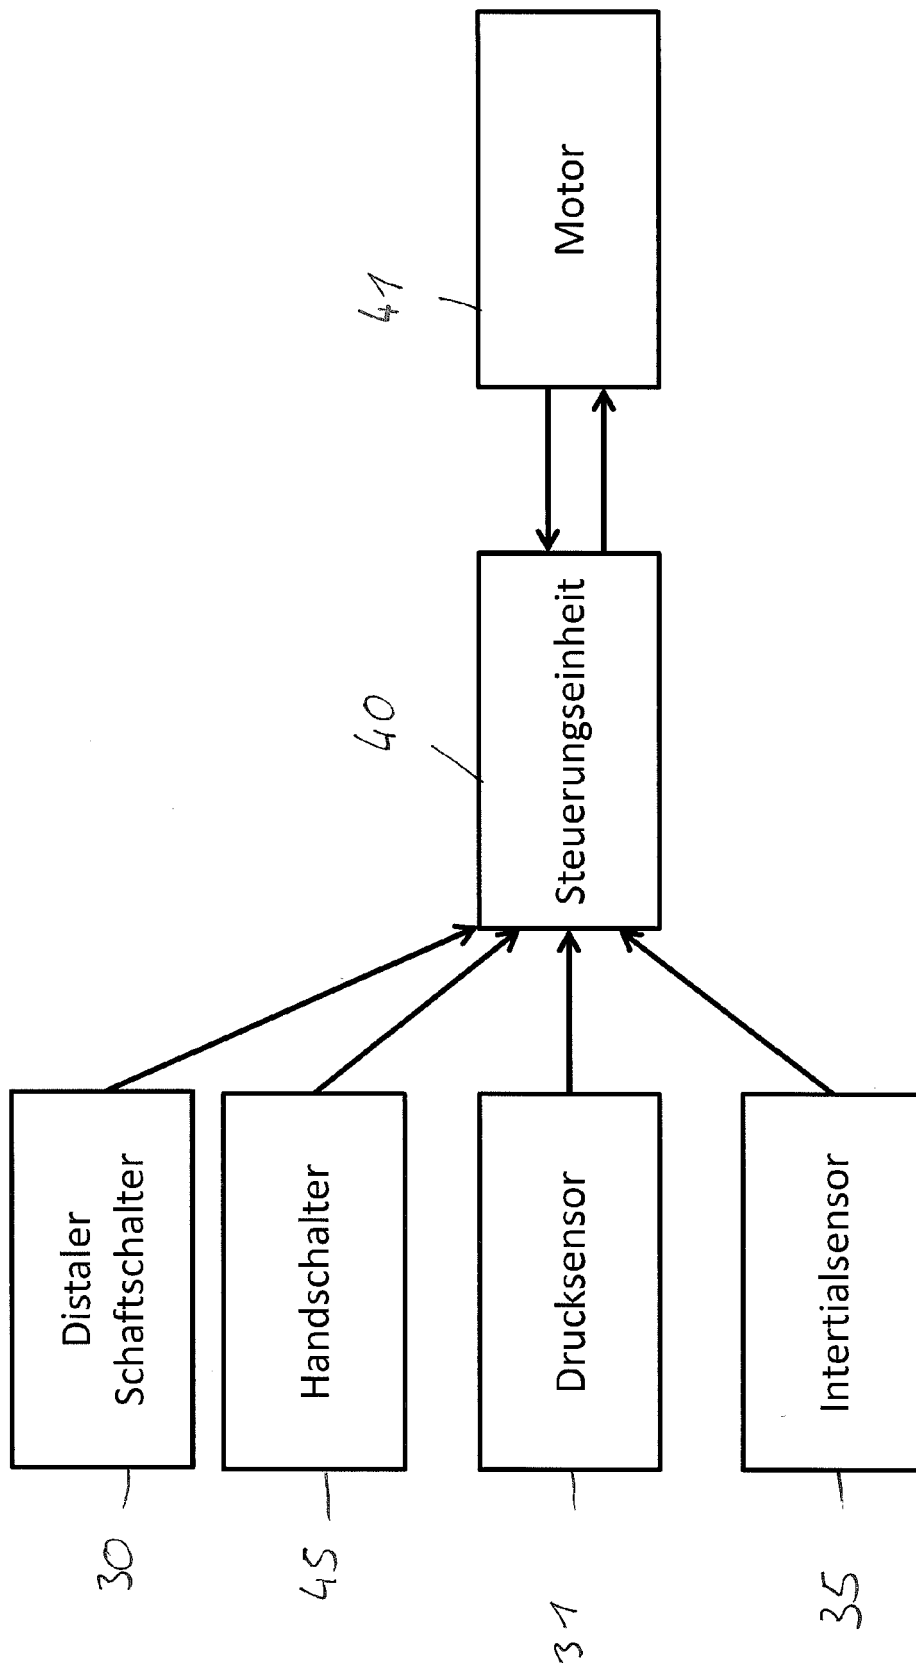 30
Distaler
Schaftschalter
45
Handschalter
31
Drucksensor
35
Intertialsensor
40
Steuerungseinheit
41
Motor